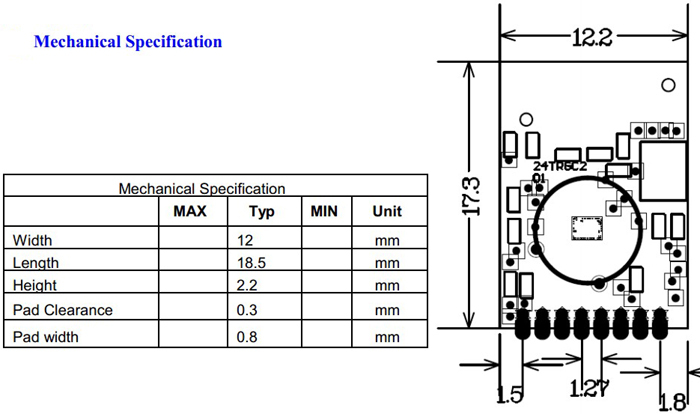 Mechanical Specification
12.2
17.3
24TR6C2
01
Mechanical Specification
MAX Typ MIN Unit
Width 12 mm
Length 18.5 mm
Height 2.2 mm
Pad Clearance 0.3 mm
Pad width 0.8 mm
1.5 1.27 1.8